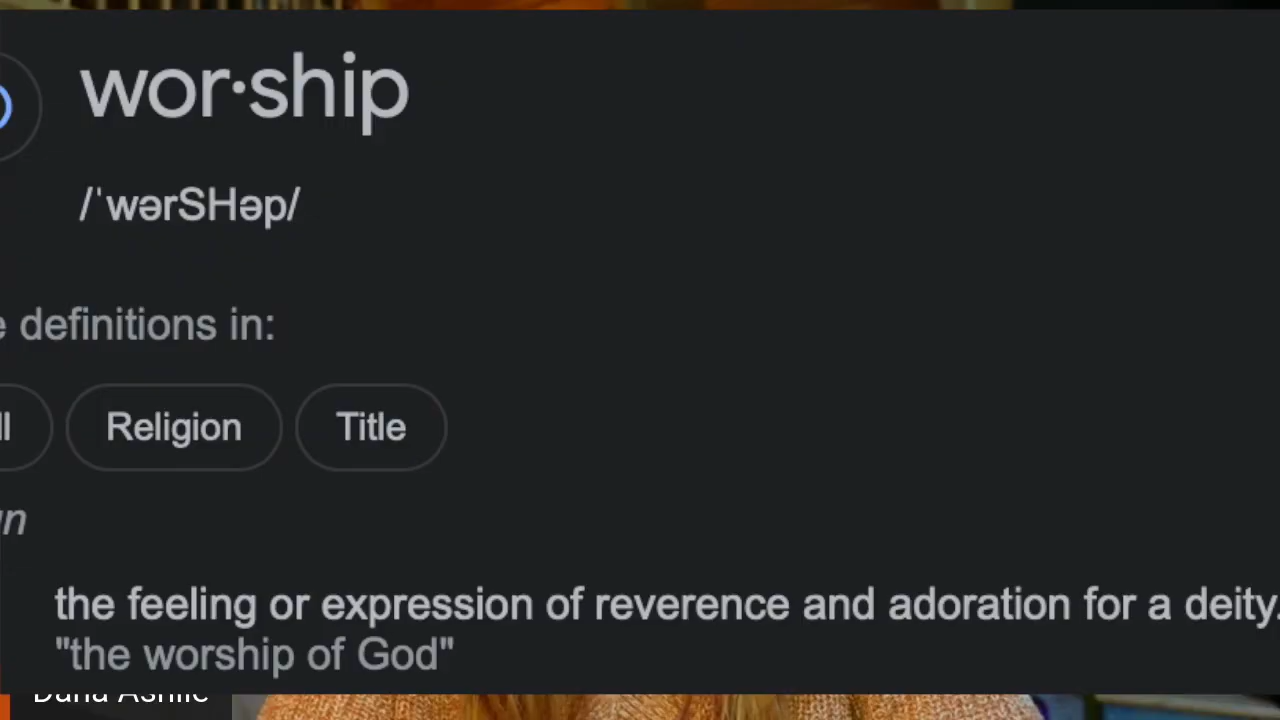 wor·ship
/ˈwərSHəp/
definitions in:
Religion Title
the feeling or expression of reverence and adoration for a deity.
"the worship of God"